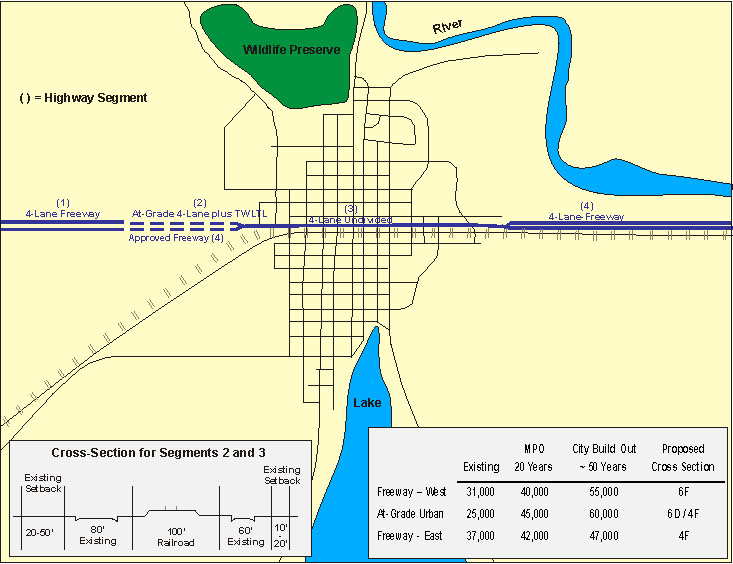 River
Wildlife Preserve
( ) = Highway Segment
(1)
4-Lane Freeway
(2)
At-Grade 4-Lane plus TWLTL
Approved Freeway (4)
(3)
4-Lane Undivided
(4)
4-Lane- Freeway
Lake
Cross-Section for Segments 2 and 3
Existing
Setback
Existing
Setback
20-50'
80'
Existing
100'
Railroad
60'
Existing
10'
-
20'
MPO City Build Out Proposed
Existing 20 Years ~ 50 Years Cross Section
Freeway – West 31,000 40,000 55,000 6F
At-Grade Urban 25,000 45,000 60,000 6D/4F
Freeway - East 37,000 42,000 47,000 4F